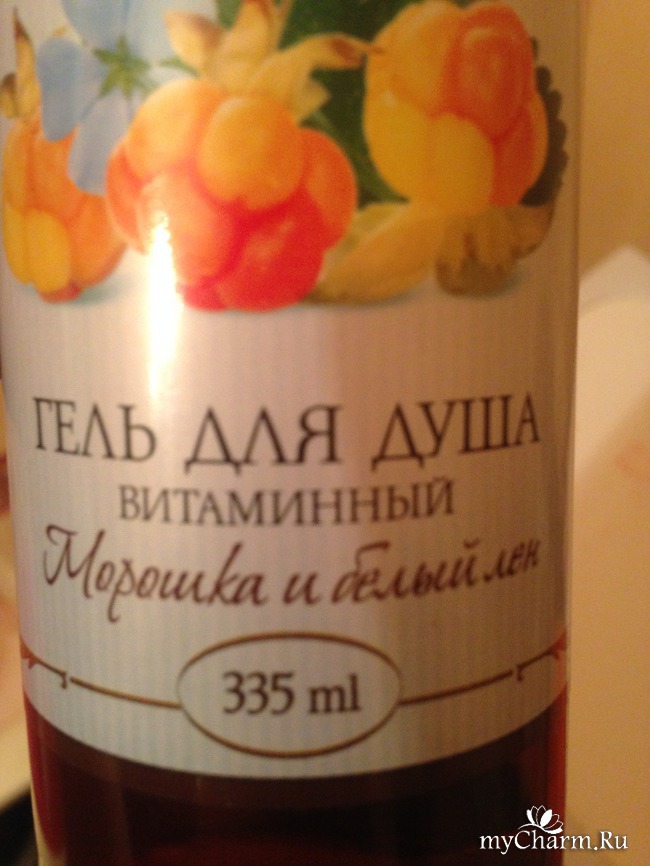 ГЕЛЬ ДЛЯ ДУША
ВИТАМИННЫЙ
Морошка и белый лен
335 ml
myCharm.Ru